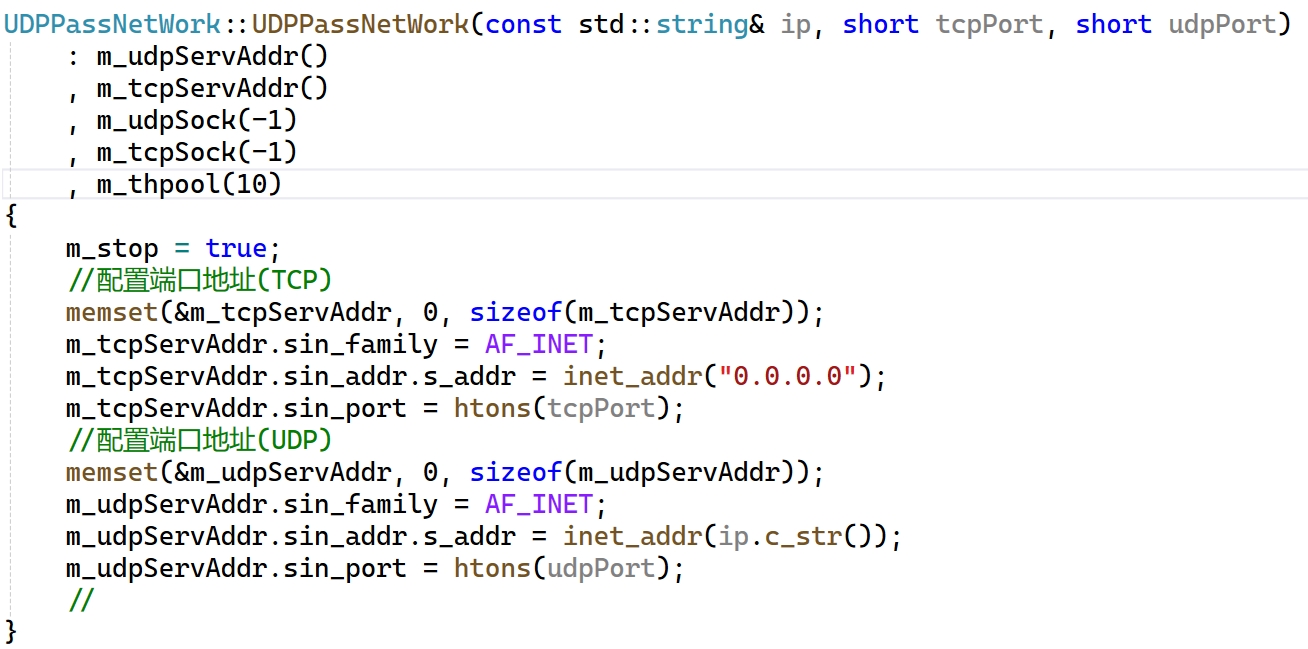 UDPPassNetWork::UDPPassNetWork(const std::string& ip, short tcpPort, short udpPort)
    : m_udpServAddr()
    , m_tcpServAddr()
    , m_udpSock(-1)
    , m_tcpSock(-1)
    , m_thpool(10)
{
    m_stop = true;
    //配置端口地址(TCP)
    memset(&m_tcpServAddr, 0, sizeof(m_tcpServAddr));
    m_tcpServAddr.sin_family = AF_INET;
    m_tcpServAddr.sin_addr.s_addr = inet_addr("0.0.0.0");
    m_tcpServAddr.sin_port = htons(tcpPort);
    //配置端口地址(UDP)
    memset(&m_udpServAddr, 0, sizeof(m_udpServAddr));
    m_udpServAddr.sin_family = AF_INET;
    m_udpServAddr.sin_addr.s_addr = inet_addr(ip.c_str());
    m_udpServAddr.sin_port = htons(udpPort);
    //
}